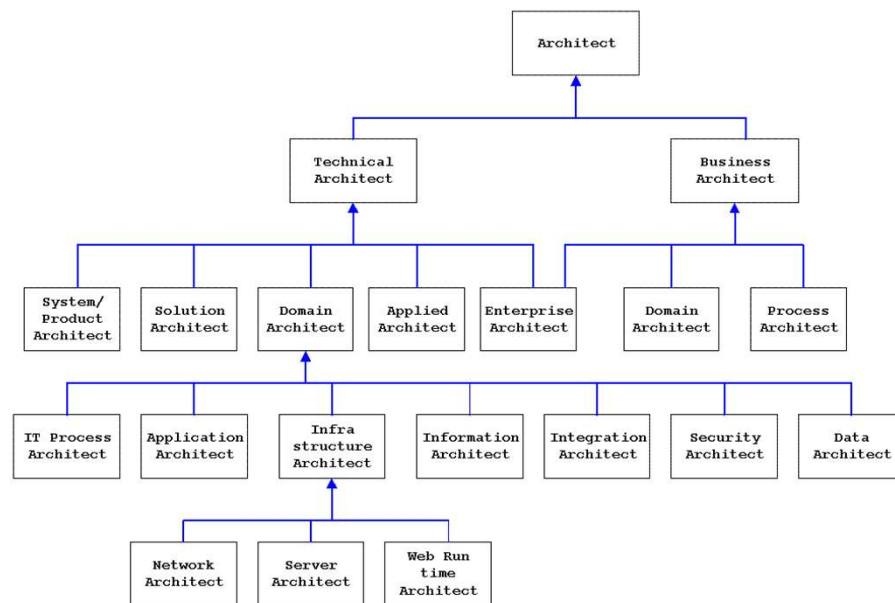 Architect
Technical
Architect
Business
Architect
System/
Product
Architect
Solution
Architect
Domain
Architect
Applied
Architect
Enterprise
Architect
Domain
Architect
Process
Architect
IT Process
Architect
Application
Architect
Infra
structure
Architect
Information
Architect
Integration
Architect
Security
Architect
Data
Architect
Network
Architect
Server
Architect
Web Run
time
Architect